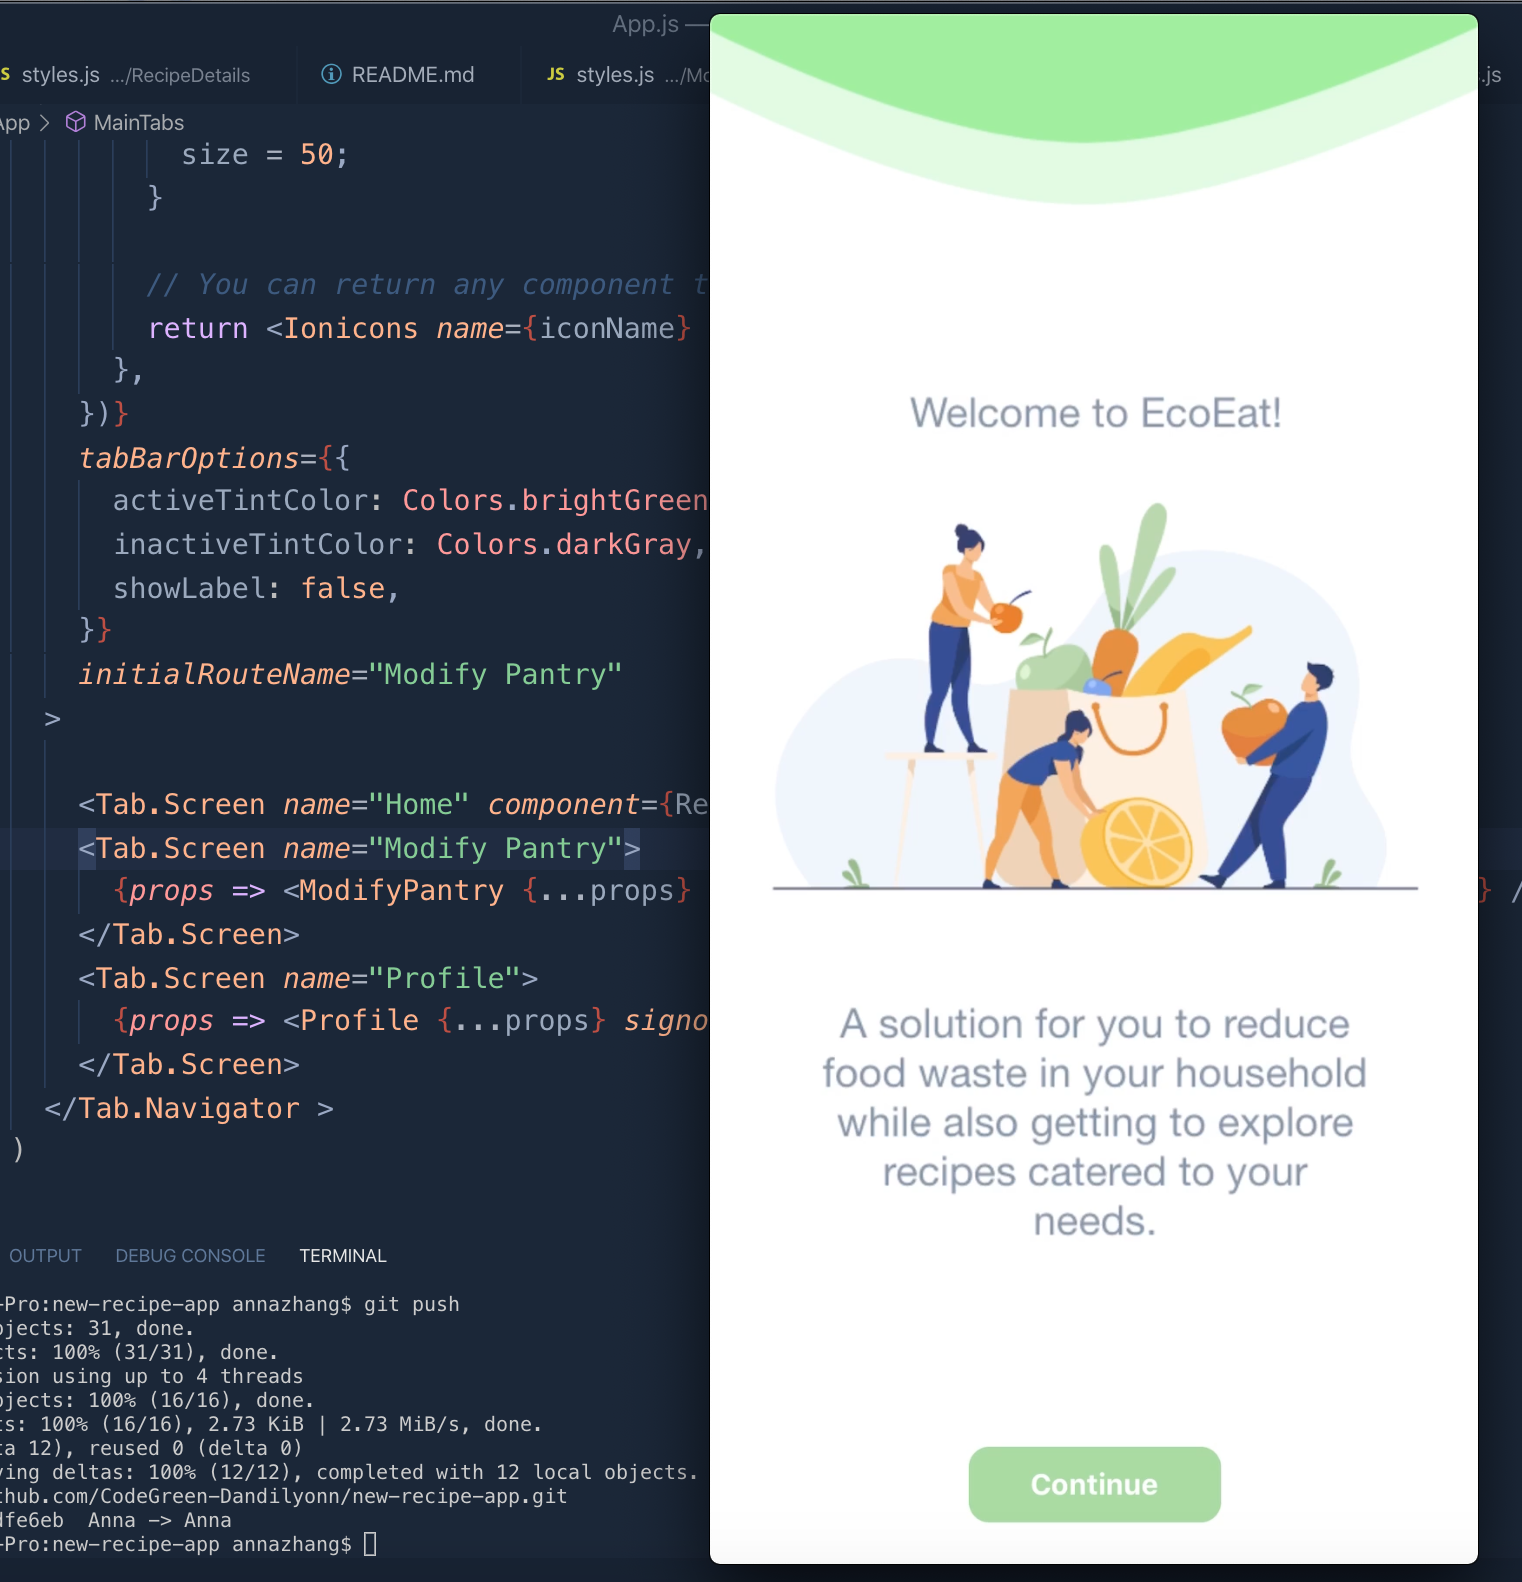 App.js —
styles.js .../RecipeDetails
README.md
JS styles.js
.js
App > MainTabs
size = 50;
}
// You can return any component
return <Ionicons name={iconName}
},
})}
tabBarOptions={{
activeTintColor: Colors.brightGreen
inactiveTintColor: Colors.darkGray,
showLabel: false,
}}
initialRouteName="Modify Pantry"
>
<Tab.Screen name="Home" component={Re
<Tab.Screen name="Modify Pantry">
{props => <ModifyPantry {...props}
} /
</Tab.Screen>
<Tab.Screen name="Profile">
{props => <Profile {...props} signo
</Tab.Screen>
</Tab.Navigator >
)
OUTPUT DEBUG CONSOLE TERMINAL
-Pro:new-recipe-app annazhang$ git push
bjects: 31, done.
cts: 100% (31/31), done.
sion using up to 4 threads
bjects: 100% (16/16), done.
ts: 100% (16/16), 2.73 KiB | 2.73 MiB/s, done.
ta 12), reused 0 (delta 0)
ving deltas: 100% (12/12), completed with 12 local objects.
thub.com/CodeGreen-Dandilyonn/new-recipe-app.git
dfe6eb Anna -> Anna
-Pro:new-recipe-app annazhang$
Welcome to EcoEat!
A solution for you to reduce
food waste in your household
while also getting to explore
recipes catered to your
needs.
Continue